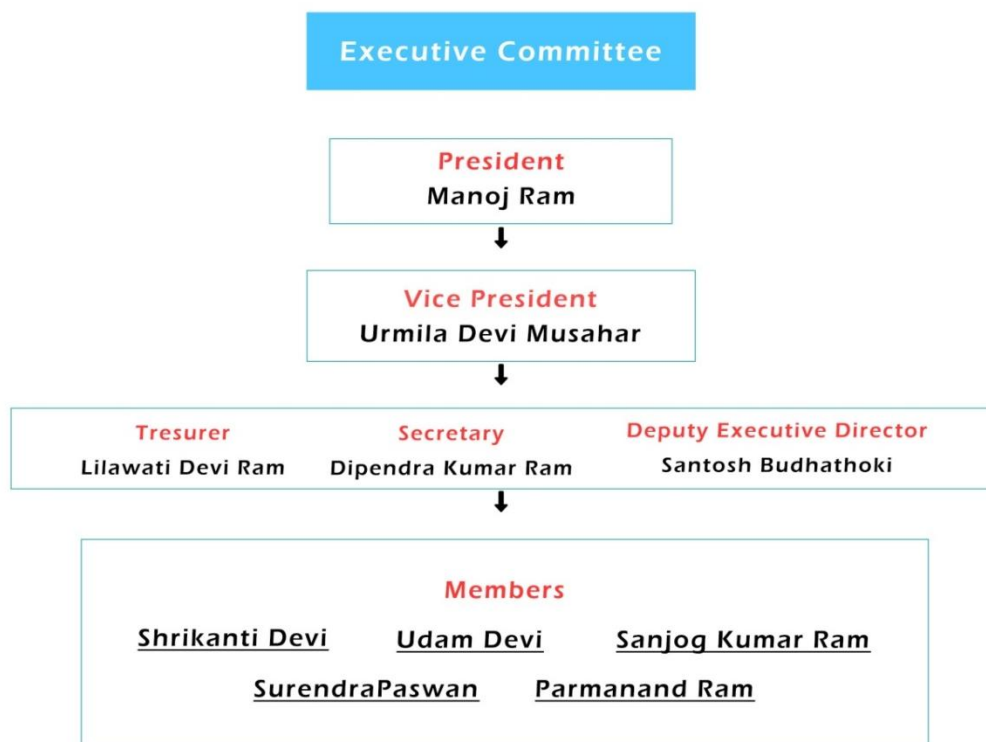 Executive Committee
President
Manoj Ram
Vice President
Urmila Devi Musahar
Tresurer Secretary Deputy Executive Director
Lilawati Devi Ram Dipendra Kumar Ram Santosh Budhathoki
Members
Shrikanti Devi Udam Devi Sanjog Kumar Ram
SurendraPaswan Parmanand Ram